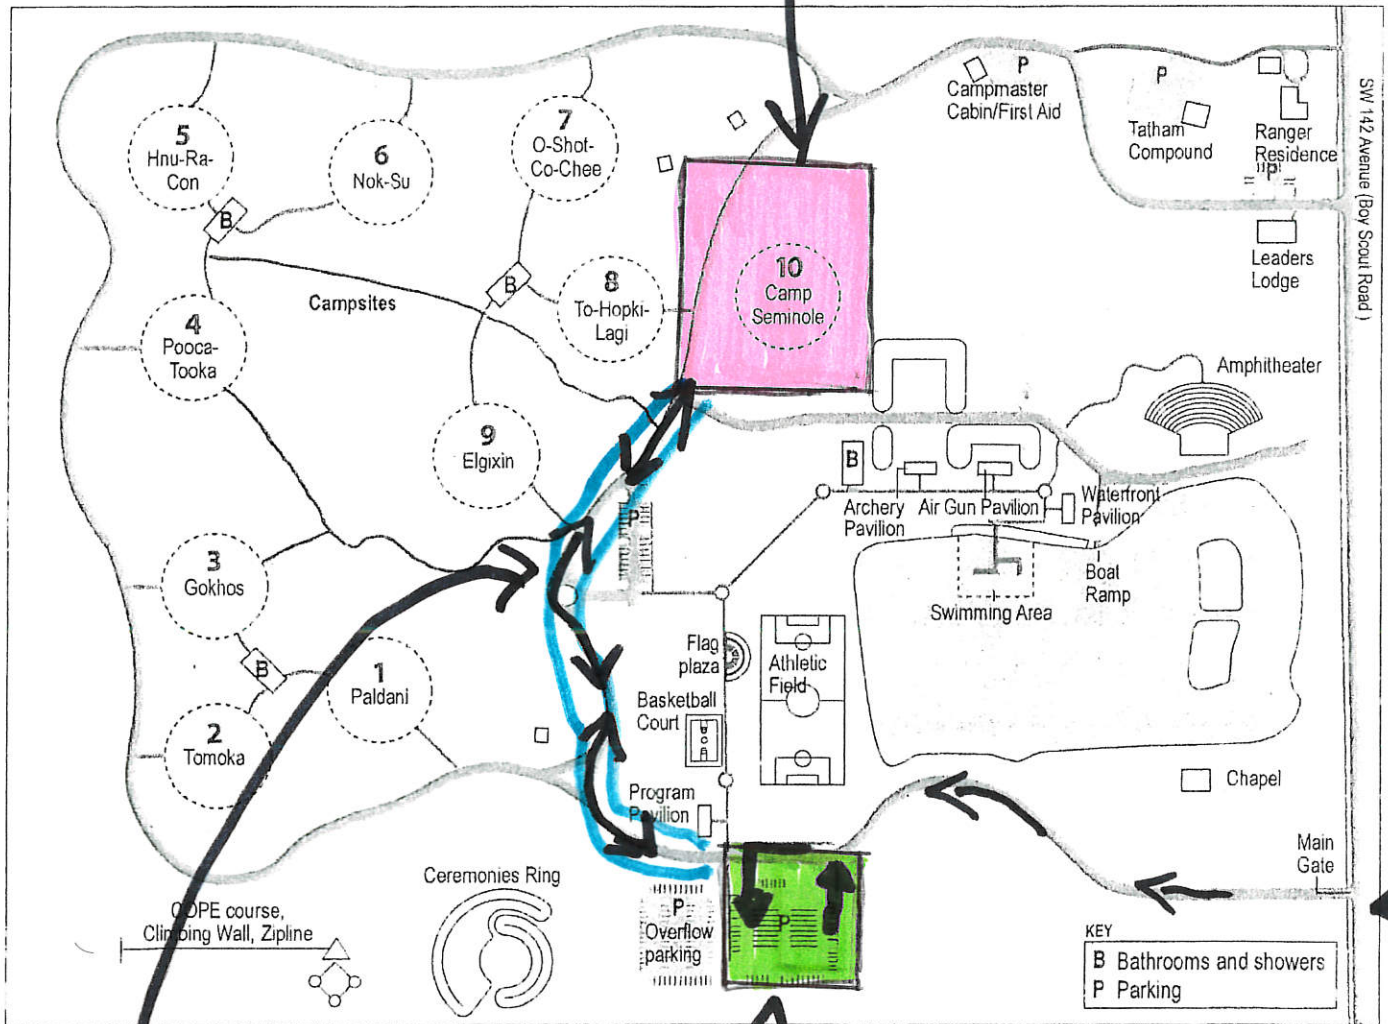 5
Hnu-Ra-
Con
6
Nok-Su
7
O-Shot-
Co-Chee
P
Campmaster
Cabin/First Aid
P
Tatham
Compound
Ranger
Residence
P
Leaders
Lodge
SW 142 Avenue (Boy Scout Road )
B
Campsites
B
8
To-Hopki-
Lagi
10
Camp
Seminole
4
Pooca-
Tooka
Amphitheater
9
Elgixin
B
Archery
Pavilion
Air Gun Pavilion
Waterfront
Pavilion
P
Boat
Ramp
Swimming Area
3
Gokhos
B
1
Paldani
2
Tomoka
Flag
plaza
Athletic
Field
Basketball
Court
Program
Pavilion
Chapel
Main
Gate
Ceremonies Ring
COPE course,
Climbing Wall, Zipline
P
Overflow
parking
P
KEY
B Bathrooms and showers
P Parking